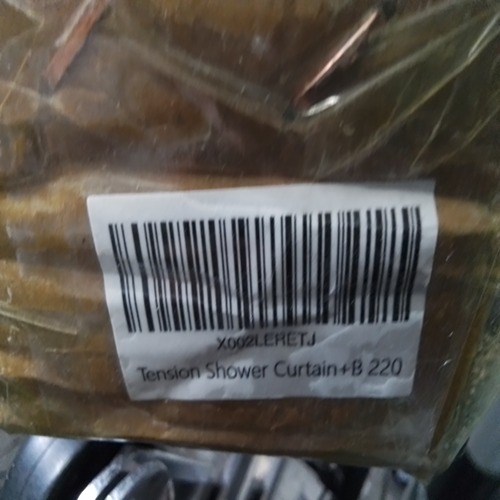 X002LERETJ
Tension Shower Curtain+B 220